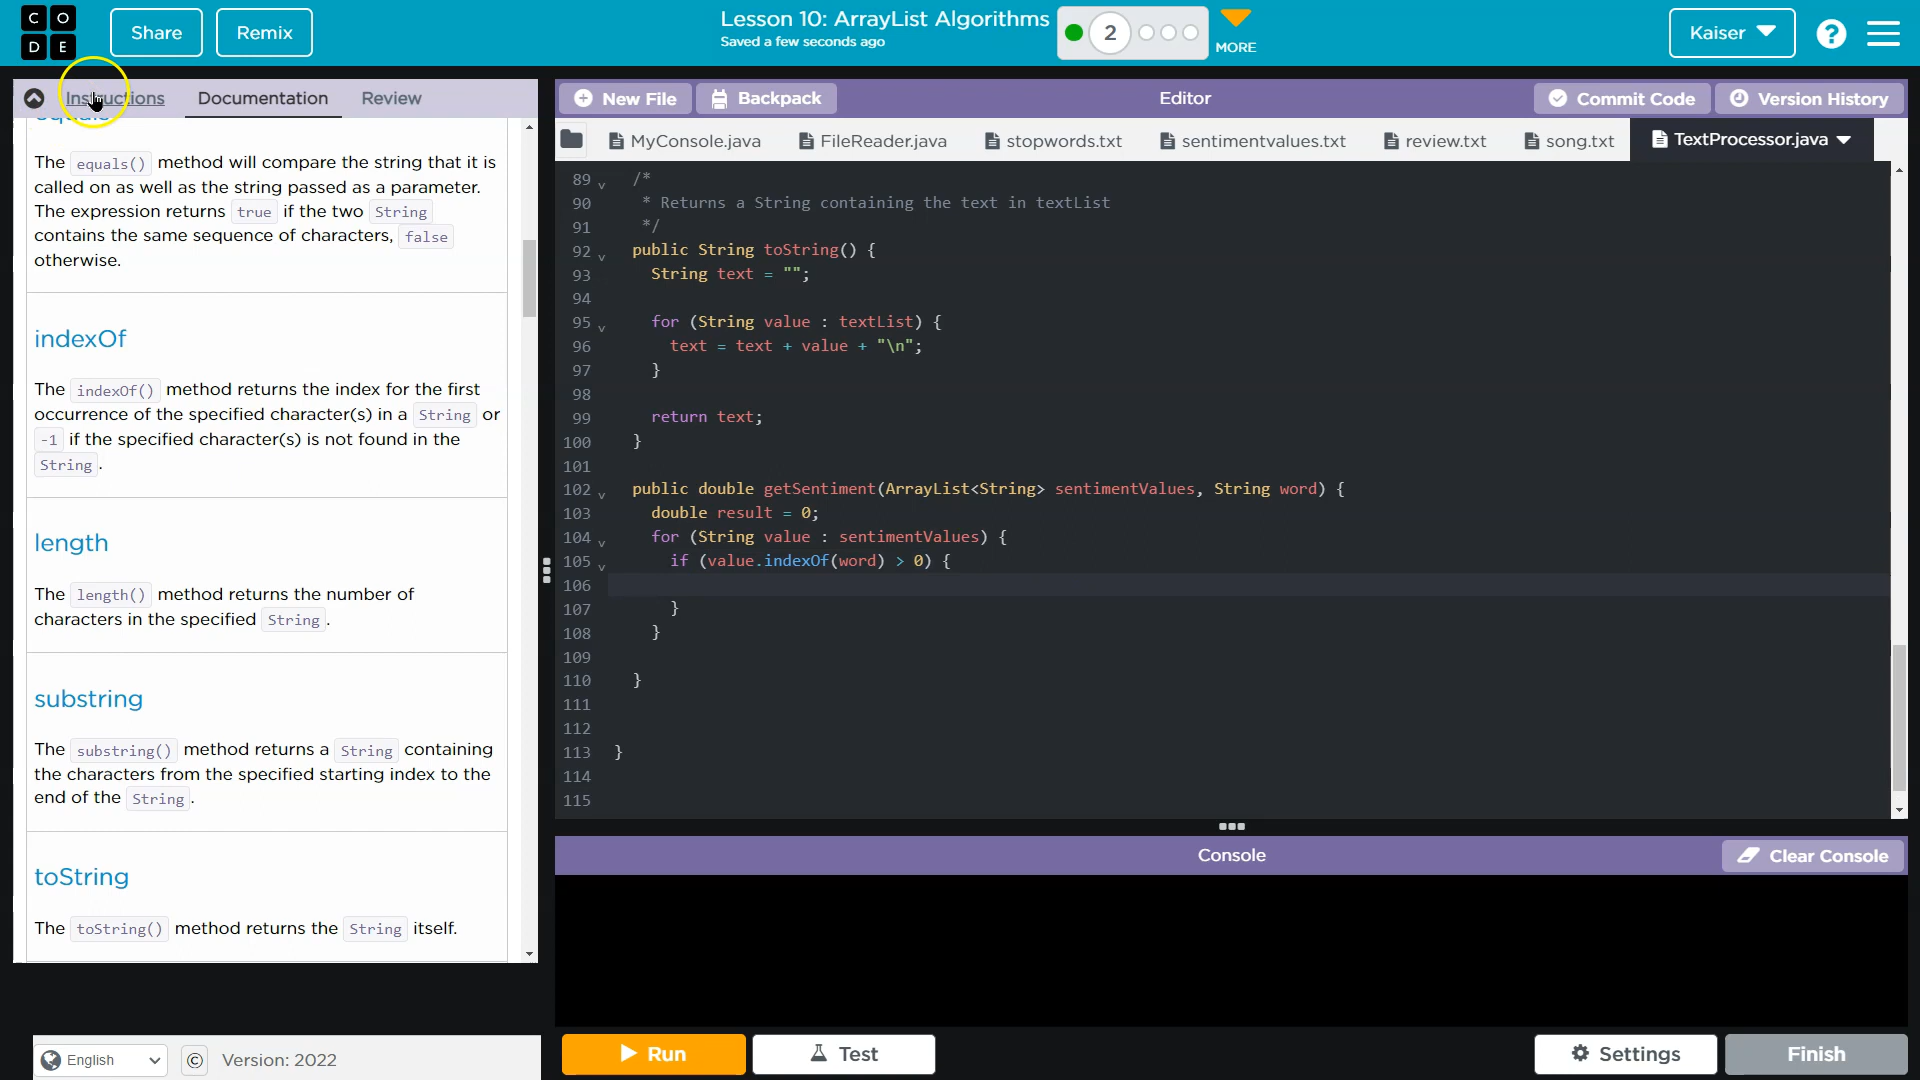 C O
D E
Share
Remix
Lesson 10: ArrayList Algorithms
Saved a few seconds ago
2
MORE
Kaiser
?
Instructions
Documentation
Review
equals
The equals() method will compare the string that it is
called on as well as the string passed as a parameter.
The expression returns true if the two String
contains the same sequence of characters, false
otherwise.
indexOf
The indexOf() method returns the index for the first
occurrence of the specified character(s) in a String or
-1 if the specified character(s) is not found in the
String.
length
The length() method returns the number of
characters in the specified String.
substring
The substring() method returns a String containing
the characters from the specified starting index to the
end of the String.
toString
The toString() method returns the String itself.
English
©
Version: 2022
New File
Backpack
Editor
Commit Code
Version History
MyConsole.java
FileReader.java
stopwords.txt
sentimentvalues.txt
review.txt
song.txt
TextProcessor.java
89 /*
90 * Returns a String containing the text in textList
91 */
92 public String toString() {
93 String text = "";
94
95 for (String value : textList) {
96 text = text + value + "\n";
97 }
98
99 return text;
100 }
101
102 public double getSentiment(ArrayList<String> sentimentValues, String word) {
103 double result = 0;
104 for (String value : sentimentValues) {
105 if (value.indexOf(word) > 0) {
106
107 }
108 }
109
110 }
111
112
113 }
114
115
Console
Clear Console
Run
Test
Settings
Finish